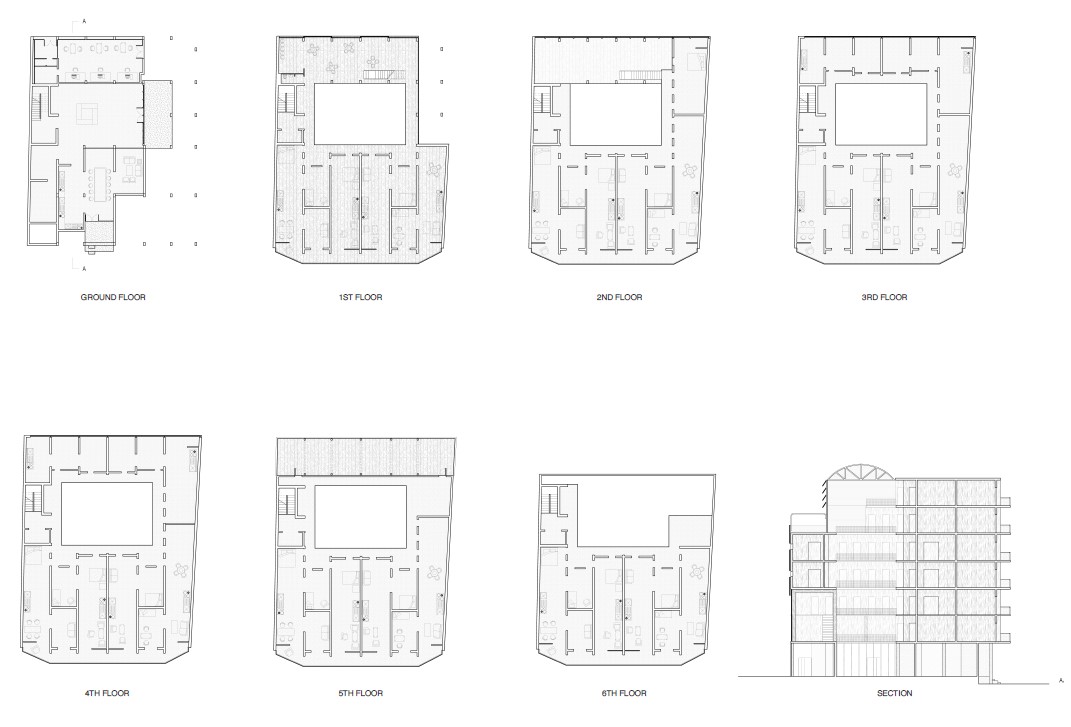 A
A
GROUND FLOOR
1ST FLOOR
2ND FLOOR
3RD FLOOR
A.
4TH FLOOR
5TH FLOOR
6TH FLOOR
SECTION